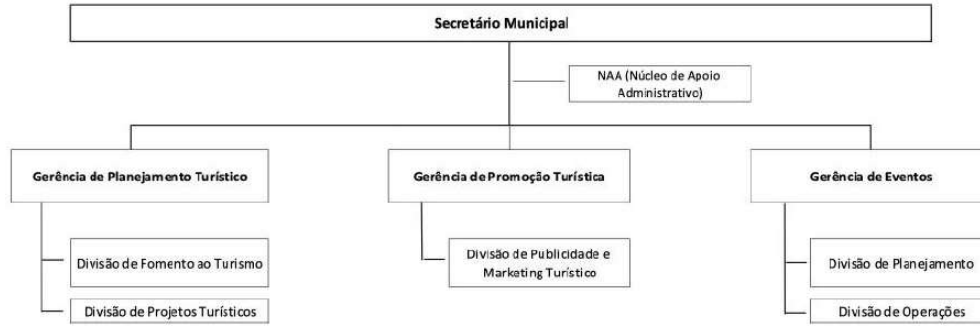 Secretário Municipal
NAA (Núcleo de Apoio
Administrativo)
Gerência de Planejamento Turístico
Gerência de Promoção Turística
Gerência de Eventos
Divisão de Fomento ao Turismo
Divisão de Projetos Turísticos
Divisão de Publicidade e
Marketing Turístico
Divisão de Planejamento
Divisão de Operações